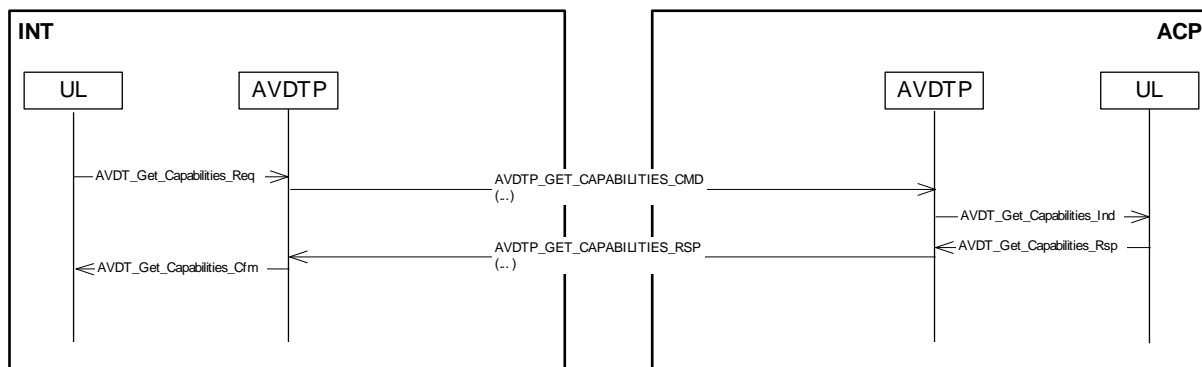 INT
ACP
UL
AVDTP
AVDTP
UL
AVDT_Get_Capabilities_Req
AVDTP_GET_CAPABILITIES_CMD
(...)
AVDT_Get_Capabilities_Ind
AVDTP_GET_CAPABILITIES_RSP
(...)
AVDT_Get_Capabilities_Rsp
AVDT_Get_Capabilities_Cfm